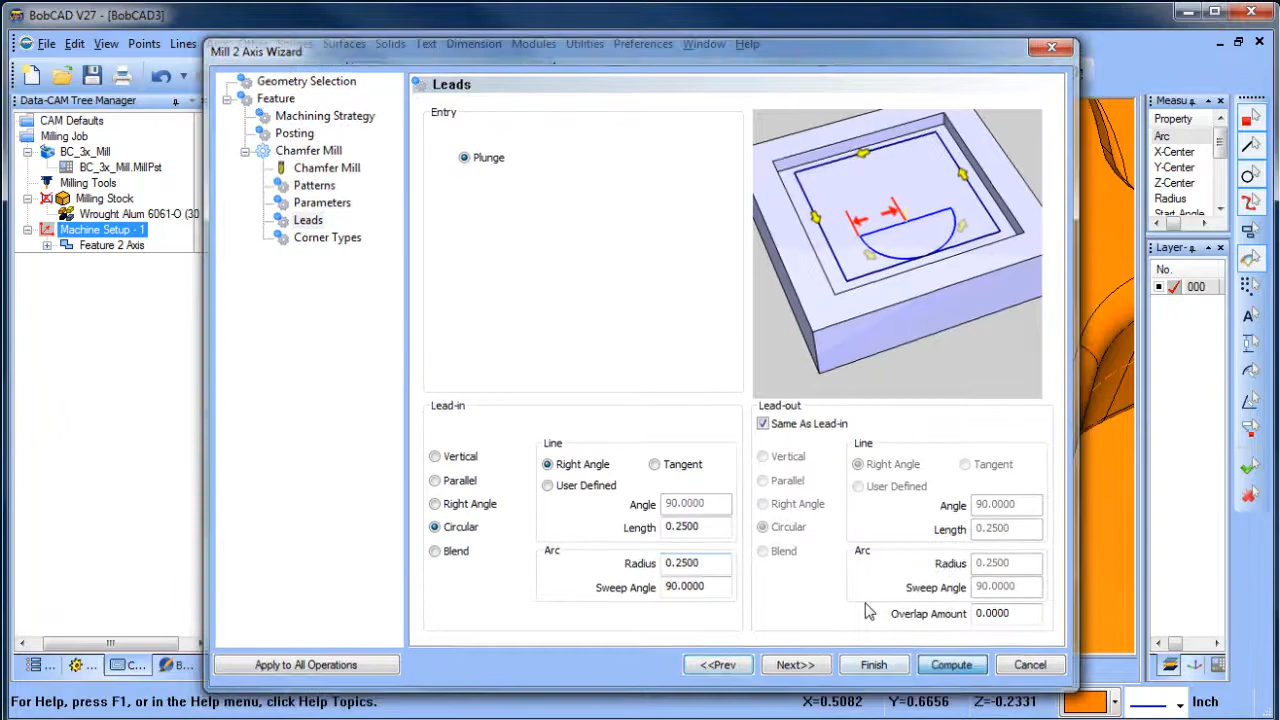 BobCAD V27 - [BobCAD3]
File Edit View Points Lines Surfaces Solids Text Dimension Modules Utilities Preferences Window Help
Mill 2 Axis Wizard
Data-CAM Tree Manager
CAM Defaults
Milling Job
BC_3x_Mill
BC_3x_Mill.MillPst
Milling Tools
Milling Stock
Wrought Alum 6061-O (30
Machine Setup - 1
Feature 2 Axis
Geometry Selection
Feature
Machining Strategy
Posting
Chamfer Mill
Chamfer Mill
Patterns
Parameters
Leads
Corner Types
Leads
Entry
Plunge
Lead-in
Vertical
Parallel
Right Angle
Circular
Blend
Line
Right Angle Tangent
User Defined
Angle 90.0000
Length 0.2500
Arc
Radius 0.2500
Sweep Angle 90.0000
Lead-out
Same As Lead-in
Vertical
Parallel
Right Angle
Circular
Blend
Line
Right Angle Tangent
User Defined
Angle 90.0000
Length 0.2500
Arc
Radius 0.2500
Sweep Angle 90.0000
Overlap Amount 0.0000
Apply to All Operations <<Prev Next>> Finish Compute Cancel
Measu
Property
Arc
X-Center
Y-Center
Z-Center
Radius
Start Angle
Layer-
No.
000
... ... C... B...
For Help, press F1, or in the Help menu, click Help Topics. X=0.5082 Y=0.6656 Z=-0.2331 Inch